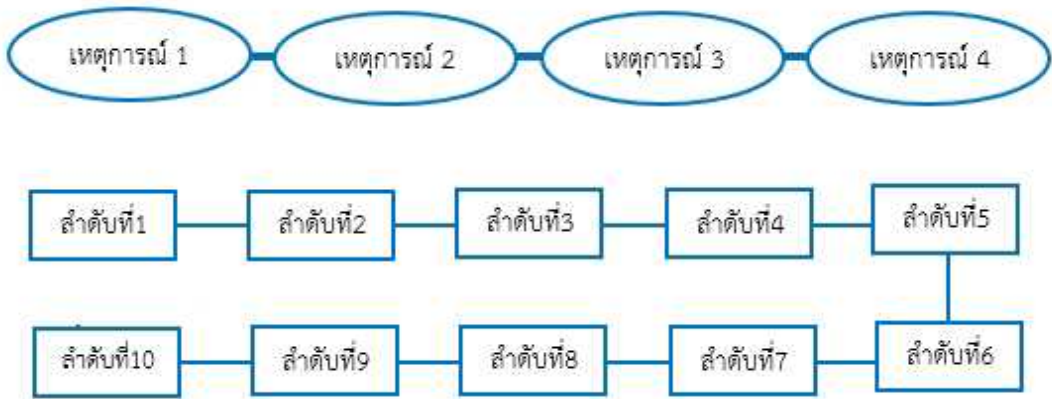 เหตุการณ์ 1 เหตุการณ์ 2 เหตุการณ์ 3 เหตุการณ์ 4
ลำดับที่1 ลำดับที่2 ลำดับที่3 ลำดับที่4 ลำดับที่5
ลำดับที่10 ลำดับที่9 ลำดับที่8 ลำดับที่7 ลำดับที่6